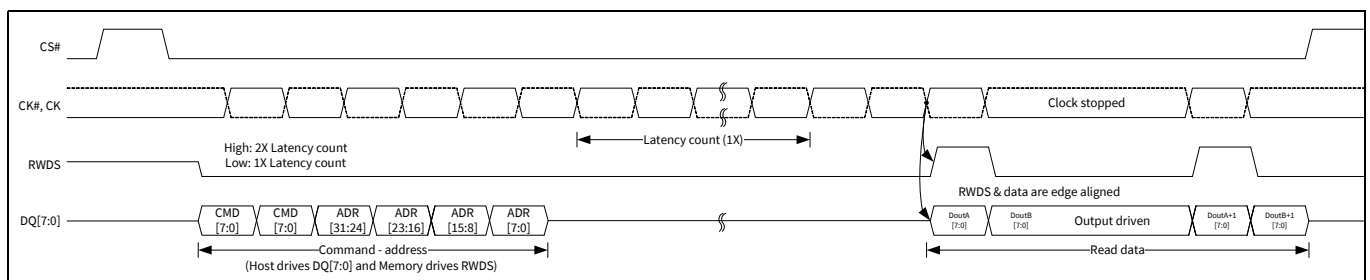 CS#
CK#, CK
Clock stopped
Latency count (1X)
High: 2X Latency count
Low: 1X Latency count
RWDS
RWDS & data are edge aligned
DQ[7:0]
CMD
[7:0]
CMD
[7:0]
ADR
[31:24]
ADR
[23:16]
ADR
[15:8]
ADR
[7:0]
DoutA
[7:0]
DoutB
[7:0]
Output driven
DoutA+1
[7:0]
DoutB+1
[7:0]
Command - address
(Host drives DQ[7:0] and Memory drives RWDS)
Read data